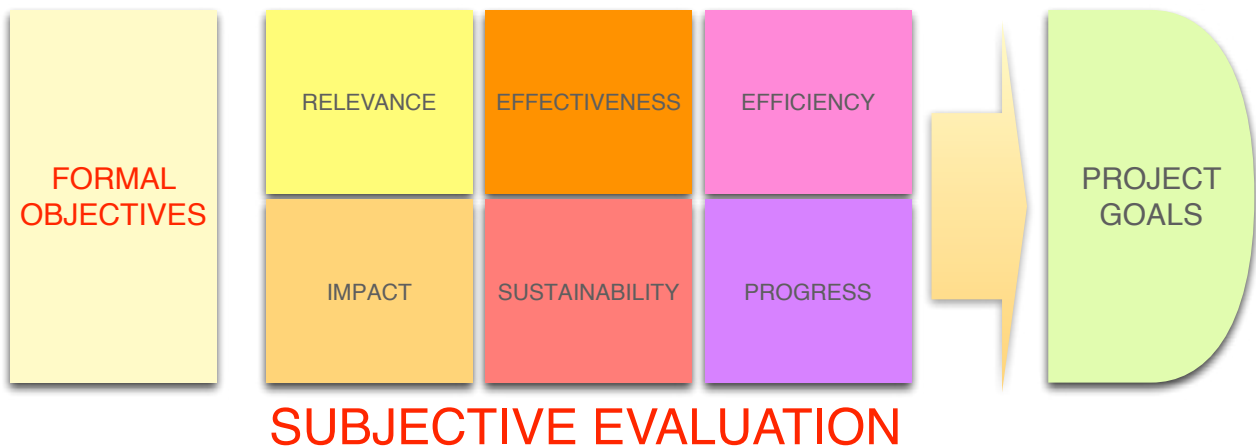 FORMAL
OBJECTIVES
RELEVANCE
EFFECTIVENESS
EFFICIENCY
IMPACT
SUSTAINABILITY
PROGRESS
PROJECT
GOALS
SUBJECTIVE EVALUATION